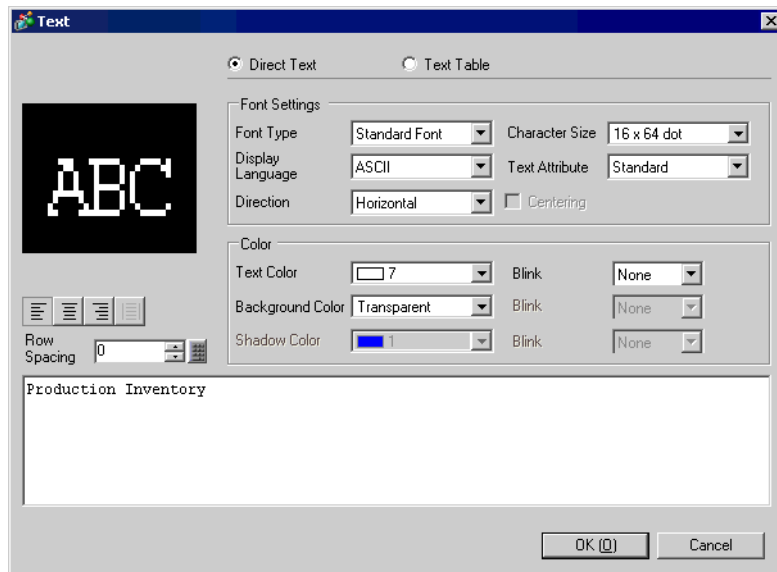 Text
Direct Text Text Table
Font Settings
Font Type Standard Font Character Size 16 x 64 dot
Display Language ASCII Text Attribute Standard
Direction Horizontal Centering
ABC
Color
Text Color 7 Blink None
Background Color Transparent Blink None
Shadow Color 1 Blink None
Row Spacing 0
Production Inventory
OK (O) Cancel